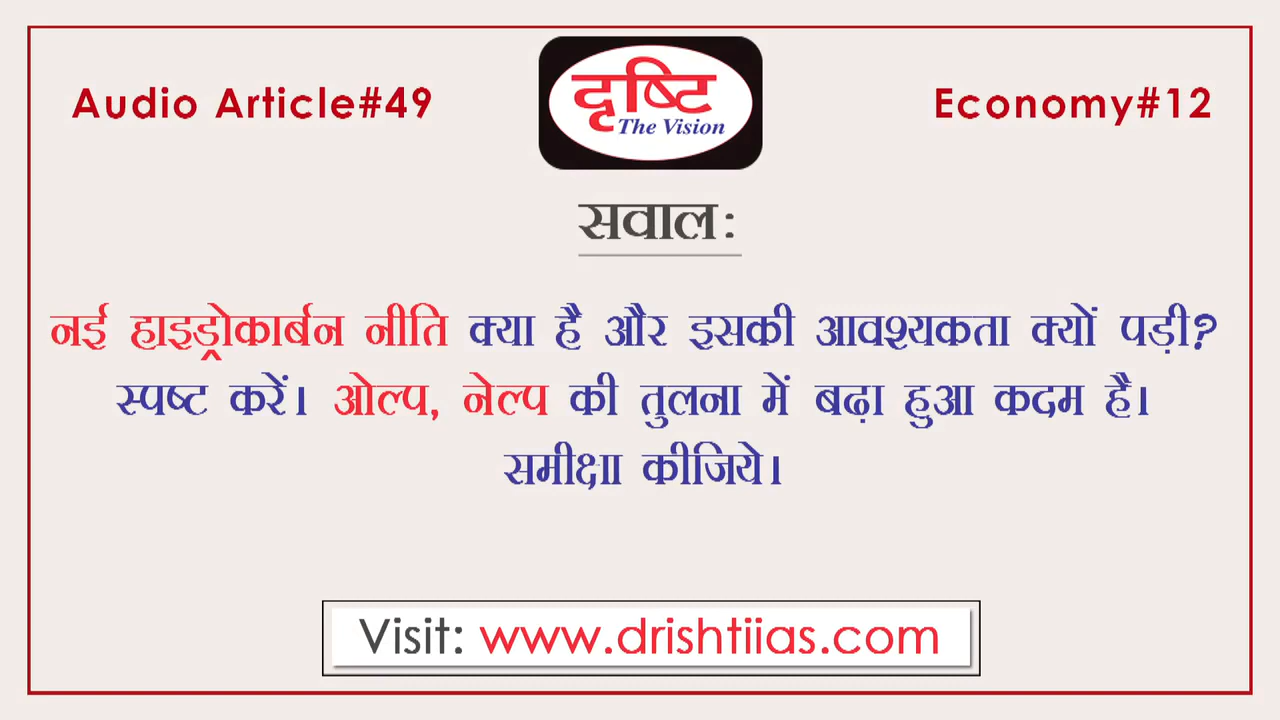 Audio Article#49
दृष्टि
The Vision
Economy#12
सवालः
नई हाइड्रोकार्बन नीति क्या है और इसकी आवश्यकता क्यों पड़ी?
स्पष्ट करें। ओल्प, नेल्प की तुलना में बढ़ा हुआ कदम है।
समीक्षा कीजिये।
Visit: www.drishtiias.com